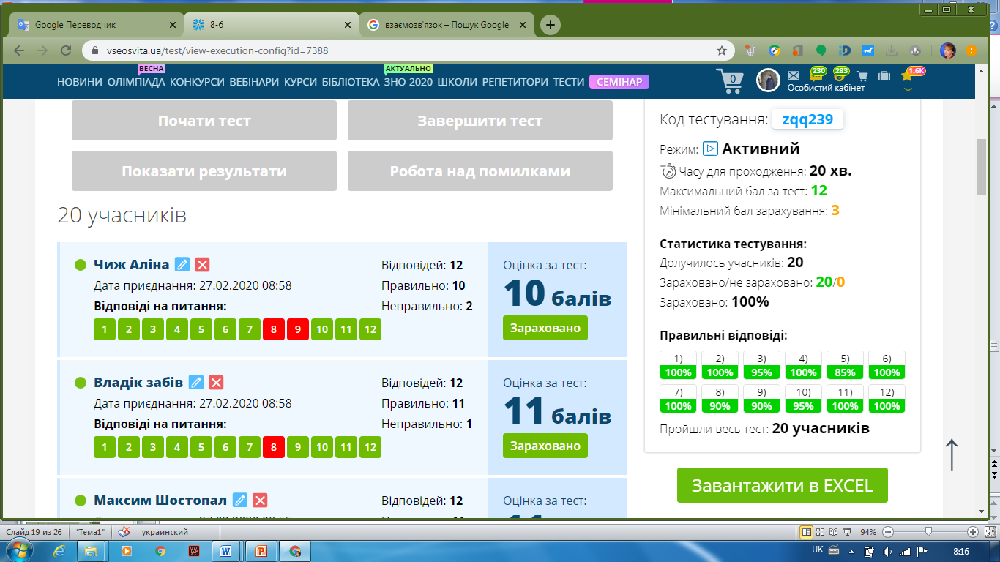 Google Переводчик
8-6
взаємозв'язок – Пошук Google
vseosvita.ua/test/view-execution-config?id=7388
ВЕСНА
АКТУАЛЬНО
НОВИНИ ОЛІМПІАДА КОНКУРСИ ВЕБІНАРИ КУРСИ БІБЛІОТЕКА ЗНО-2020 ШКОЛИ РЕПЕТИТОРИ ТЕСТИ СЕМІНАР
0
230
283
1.6K
Особистий кабінет
Почати тест
Завершити тест
Показати результати
Робота над помилками
20 учасників
Чиж Аліна
Дата приєднання: 27.02.2020 08:58
Відповіді на питання:
1 2 3 4 5 6 7 8 9 10 11 12
Відповідей: 12
Правильно: 10
Неправильно: 2
Оцінка за тест:
10 балів
Зараховано
Владік забів
Дата приєднання: 27.02.2020 08:58
Відповіді на питання:
1 2 3 4 5 6 7 8 9 10 11 12
Відповідей: 12
Правильно: 11
Неправильно: 1
Оцінка за тест:
11 балів
Зараховано
Максим Шостопал
Відповідей: 12
Оцінка за тест:
Код тестування: zqq239
Режим: Активний
Часу для проходження: 20 хв.
Максимальний бал за тест: 12
Мінімальний бал зарахування: 3
Статистика тестування:
Долучилось учасників: 20
Зараховано/не зараховано: 20/0
Зараховано: 100%
Правильні відповіді:
1) 2) 3) 4) 5) 6)
100% 100% 95% 100% 85% 100%
7) 8) 9) 10) 11) 12)
100% 90% 90% 95% 100% 100%
Пройшли весь тест: 20 учасників
Завантажити в EXCEL
Слайд 19 из 26
"Тема1"
украинский
94%
UK
8:16